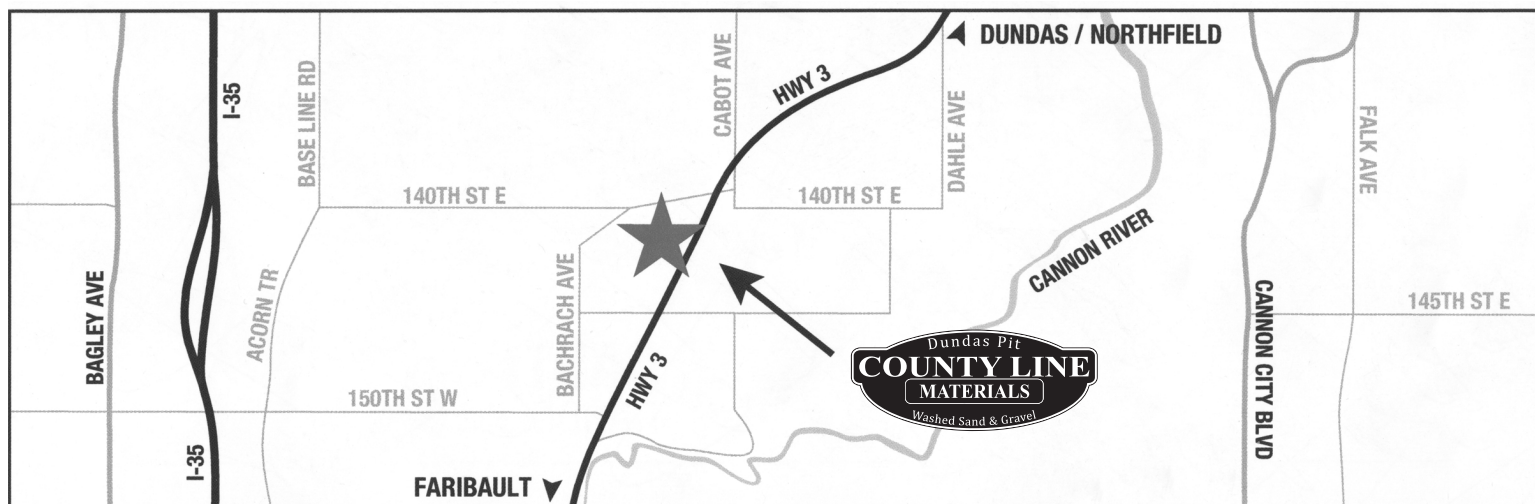 DUNDAS / NORTHFIELD
I-35
BASE LINE RD
CABOT AVE
HWY 3
DAHLE AVE
FALK AVE
140TH ST E
140TH ST E
BAGLEY AVE
ACORN TR
BACHRACH AVE
CANNON RIVER
CANNON CITY BLVD
145TH ST E
Dundas Pit
COUNTY LINE
MATERIALS
Washed Sand & Gravel
HWY 3
150TH ST W
I-35
FARIBAULT